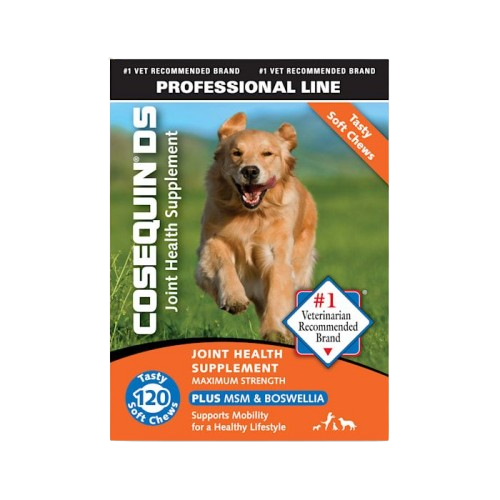 #1 VET RECOMMENDED BRAND #1 VET RECOMMENDED BRAND
PROFESSIONAL LINE
Tasty
Soft Chews
COSEQUIN® DS
Joint Health Supplement
#1
Veterinarian
Recommended
Brand
®
JOINT HEALTH
SUPPLEMENT
MAXIMUM STRENGTH
PLUS MSM & BOSWELLIA
Supports Mobility
for a Healthy Lifestyle
Tasty
120
Soft Chews